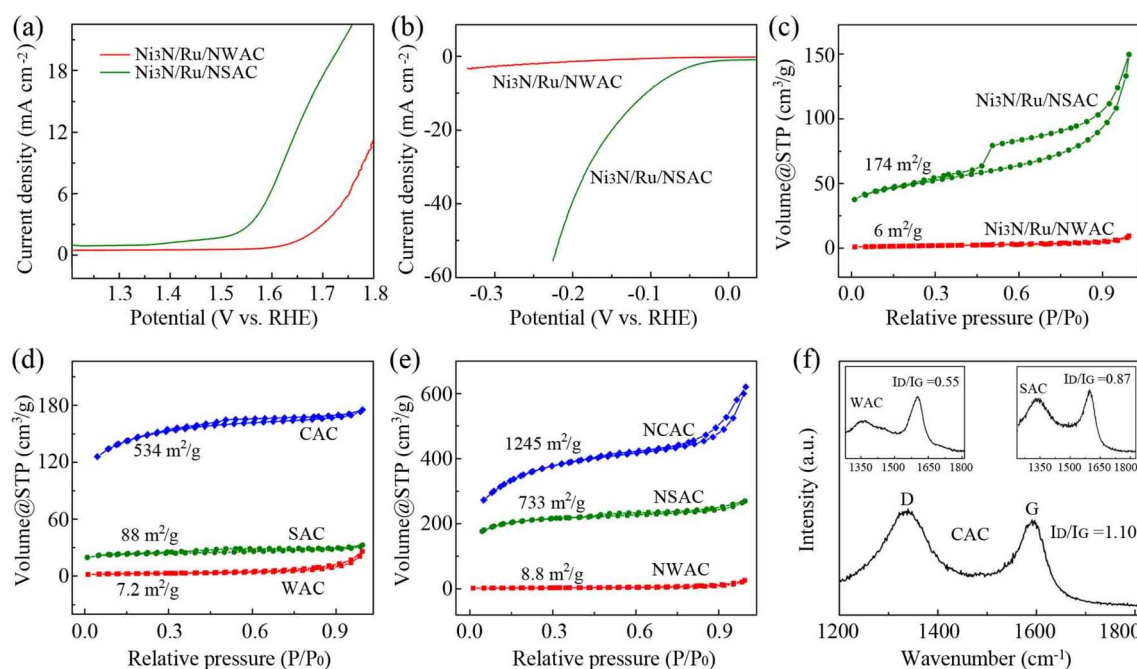 (a)
Current density (mA cm-2)
18
12
6
0
Ni3N/Ru/NWAC
Ni3N/Ru/NSAC
1.3 1.4 1.5 1.6 1.7 1.8
Potential (V vs. RHE)
(b)
Current density (mA cm-2)
0
-20
-40
-60
Ni3N/Ru/NWAC
Ni3N/Ru/NSAC
-0.3 -0.2 -0.1 0.0
Potential (V vs. RHE)
(c)
Volume@STP (cm3/g)
150
100
50
0
Ni3N/Ru/NSAC
174 m2/g
6 m2/g
Ni3N/Ru/NWAC
0.0 0.3 0.6 0.9
Relative pressure (P/P0)
(d)
Volume@STP (cm3/g)
180
120
60
0
534 m2/g
CAC
88 m2/g
SAC
7.2 m2/g
WAC
0.0 0.3 0.6 0.9
Relative pressure (P/P0)
(e)
Volume@STP (cm3/g)
600
400
200
0
1245 m2/g
NCAC
733 m2/g
NSAC
8.8 m2/g
NWAC
0.0 0.3 0.6 0.9
Relative pressure (P/P0)
(f)
Intensity (a.u.)
ID/IG =0.55
WAC
1350 1500 1650 1800
ID/IG =0.87
SAC
1350 1500 1650 1800
D
G
CAC
ID/IG =1.10
1200 1400 1600 1800
Wavenumber (cm-1)